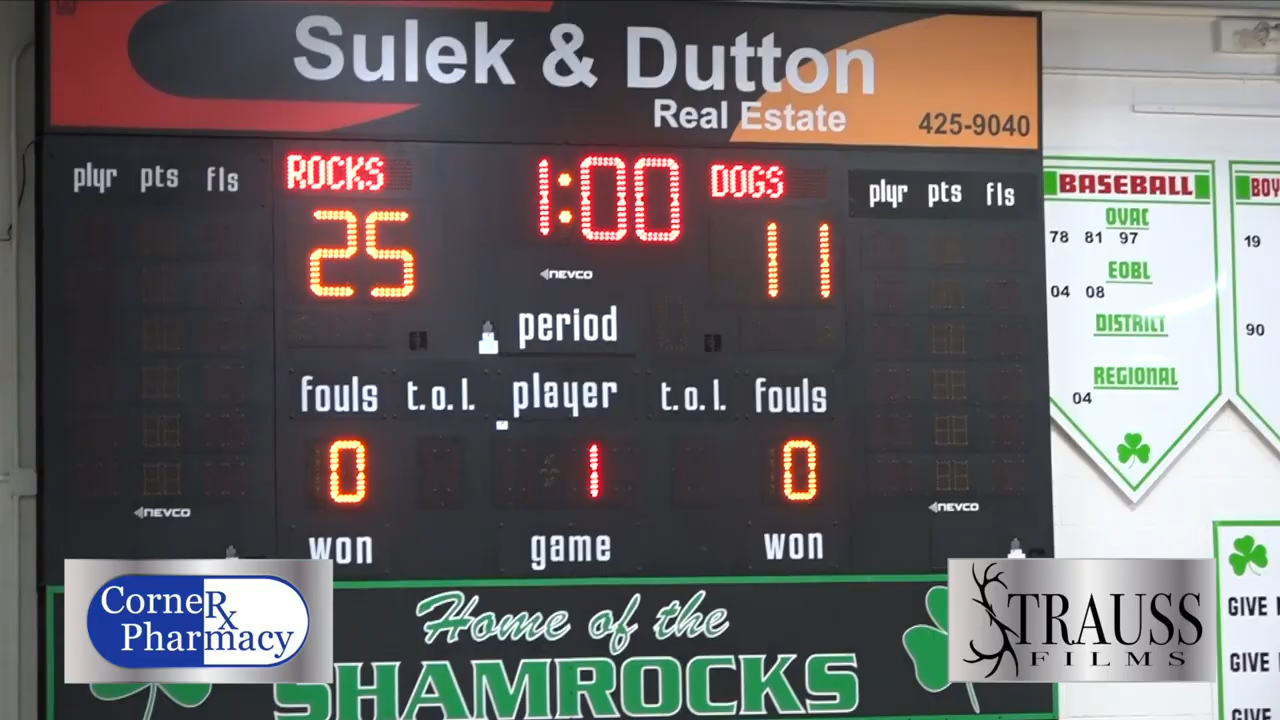 Sulek & Dutton
Real Estate
425-9040
plyr pts fls
ROCKS
1:00
DOGS
plyr pts fls
25
11
NEVCO
period
fouls t.o.l. player t.o.l. fouls
0 1 0
NEVCO
NEVCO
won game won
Home of the
SHAMROCKS
BASEBALL
OVAC
78 81 97
EOBL
04 08
DISTRICT
REGIONAL
04
BOY
19
90
GIVE
GIVE
GIVE
CorneRx
Pharmacy
STRAUSS
FILMS